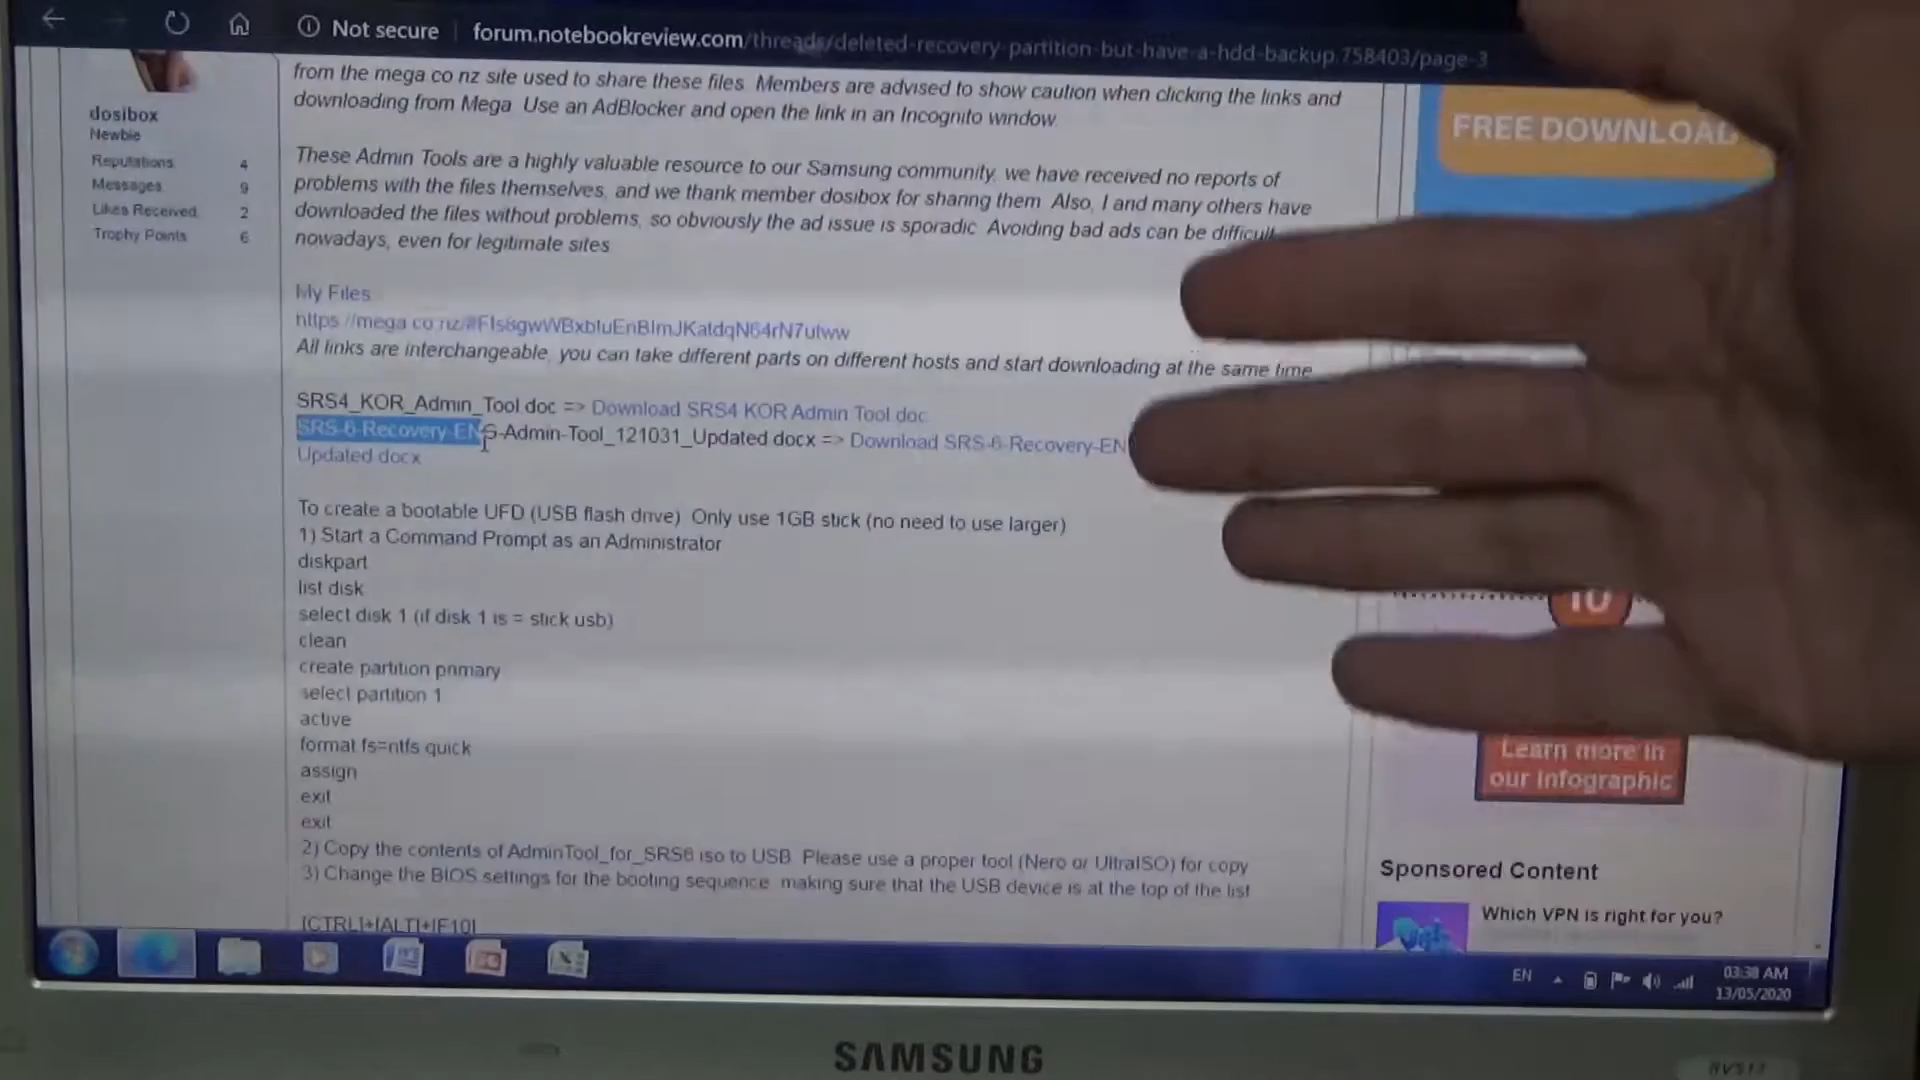 Not secure forum.notebookreview.com/threads/deleted-recovery-partition-but-have-a-hdd-backup.758403/page-3
dosibox
Newbie
Reputations 4
Messages 9
Likes Received 2
Trophy Points 6
from the mega.co.nz site used to share these files. Members are advised to show caution when clicking the links and
downloading from Mega. Use an AdBlocker and open the link in an Incognito window.
These Admin Tools are a highly valuable resource to our Samsung community, we have received no reports of
problems with the files themselves, and we thank member dosibox for sharing them. Also, I and many others have
downloaded the files without problems, so obviously the ad issue is sporadic. Avoiding bad ads can be difficult
nowadays, even for legitimate sites
My Files
All links are interchangeable, you can take different parts on different hosts and start downloading at the same time
SRS4_KOR_Admin_Tool.doc => Download SRS4 KOR Admin Tool.doc
SRS-6-Recovery-ENG-Admin-Tool_121031_Updated.docx => Download SRS-6-Recovery-EN
Updated.docx
To create a bootable UFD (USB flash drive) Only use 1GB stick (no need to use larger)
1) Start a Command Prompt as an Administrator
diskpart
list disk
select disk 1 (if disk 1 is = stick usb)
clean
create partition primary
select partition 1
active
format fs=ntfs quick
assign
exit
exit
2) Copy the contents of AdminTool_for_SRS6.iso to USB. Please use a proper tool (Nero or UltraISO) for copy
3) Change the BIOS settings for the booting sequence, making sure that the USB device is at the top of the list
[CTRL]+[ALT]+[F10]
FREE DOWNLOAD
10
Learn more in
our Infographic
Sponsored Content
Which VPN is right for you?
EN
03:38 AM
13/05/2020
SAMSUNG